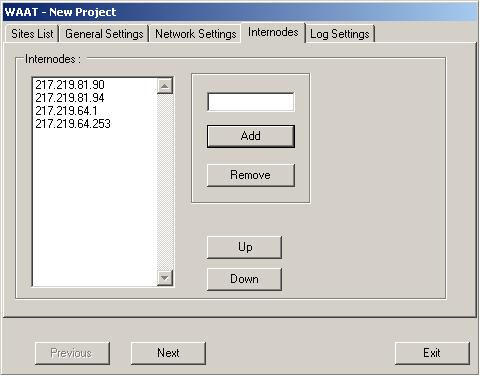 WAAT - New Project
Sites List General Settings Network Settings Internodes Log Settings
Internodes :
217.219.81.90
217.219.81.94
217.219.64.1
217.219.64.253
Add
Remove
Up
Down
Previous Next Exit